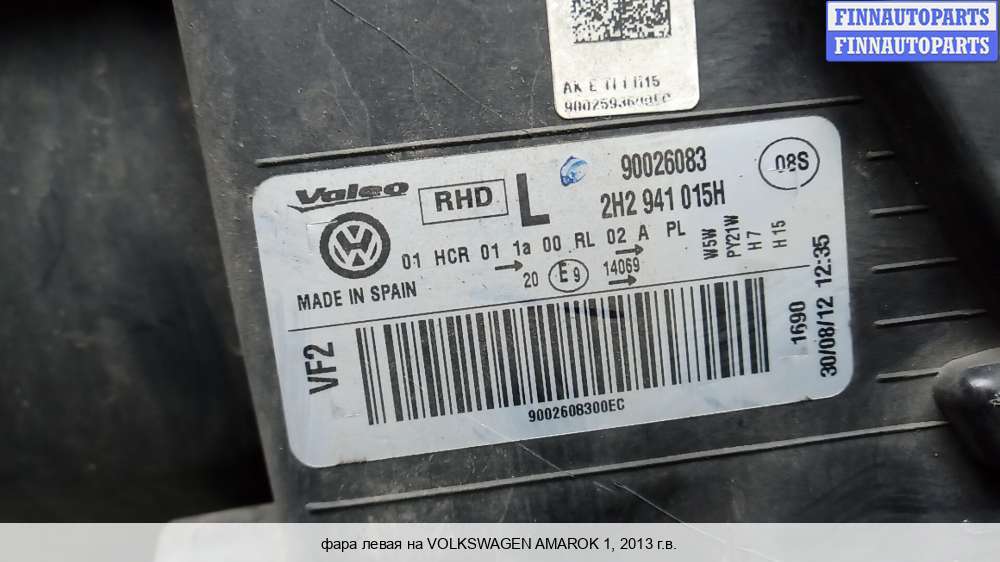 FINNAUTOPARTS
FINNAUTOPARTS
Valeo
RHD
L
90026083
2H2 941 015H
08S
01 HCR 01 1a 00 RL 02 A PL
20 E9 14069
W5W
PY21W
H7
H15
MADE IN SPAIN
VF2
1690
30/08/12 12:35
9002608300EC
фара левая на VOLKSWAGEN AMAROK 1, 2013 г.в.